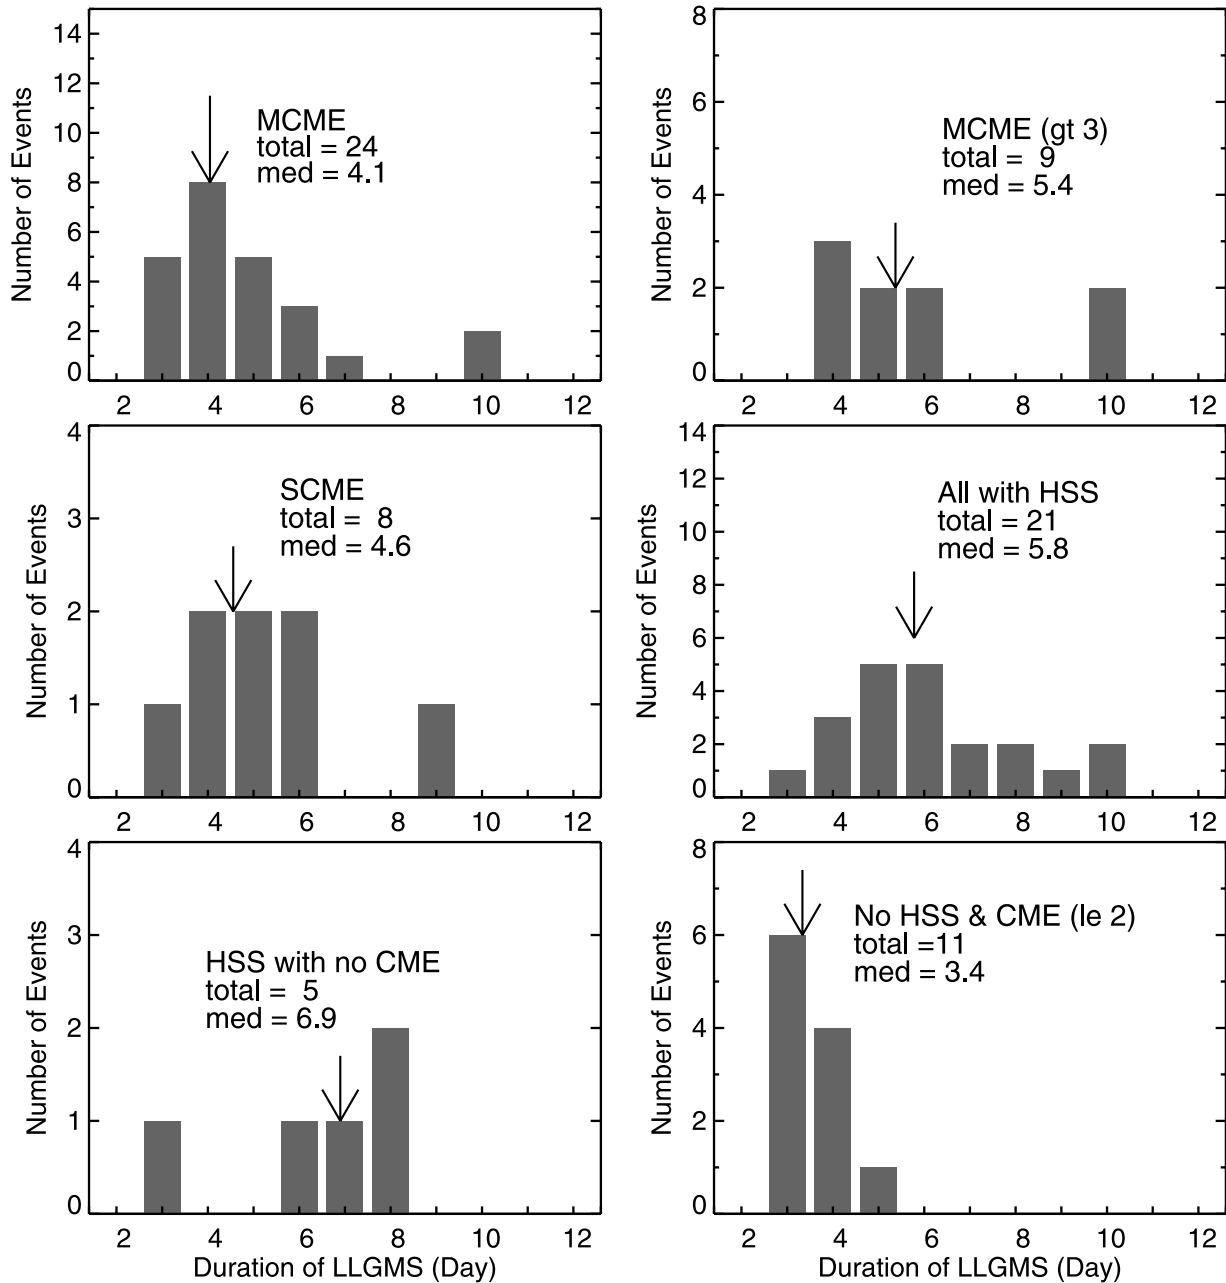 14
12
10
8
6
4
2
0
Number of Events
MCME
total = 24
med = 4.1
2 4 6 8 10 12
8
6
4
2
0
Number of Events
MCME (gt 3)
total = 9
med = 5.4
2 4 6 8 10 12
4
3
2
1
0
Number of Events
SCME
total = 8
med = 4.6
2 4 6 8 10 12
14
12
10
8
6
4
2
0
Number of Events
All with HSS
total = 21
med = 5.8
2 4 6 8 10 12
4
3
2
1
0
Number of Events
HSS with no CME
total = 5
med = 6.9
2 4 6 8 10 12
Duration of LLGMS (Day)
8
6
4
2
0
Number of Events
No HSS & CME (le 2)
total =11
med = 3.4
2 4 6 8 10 12
Duration of LLGMS (Day)